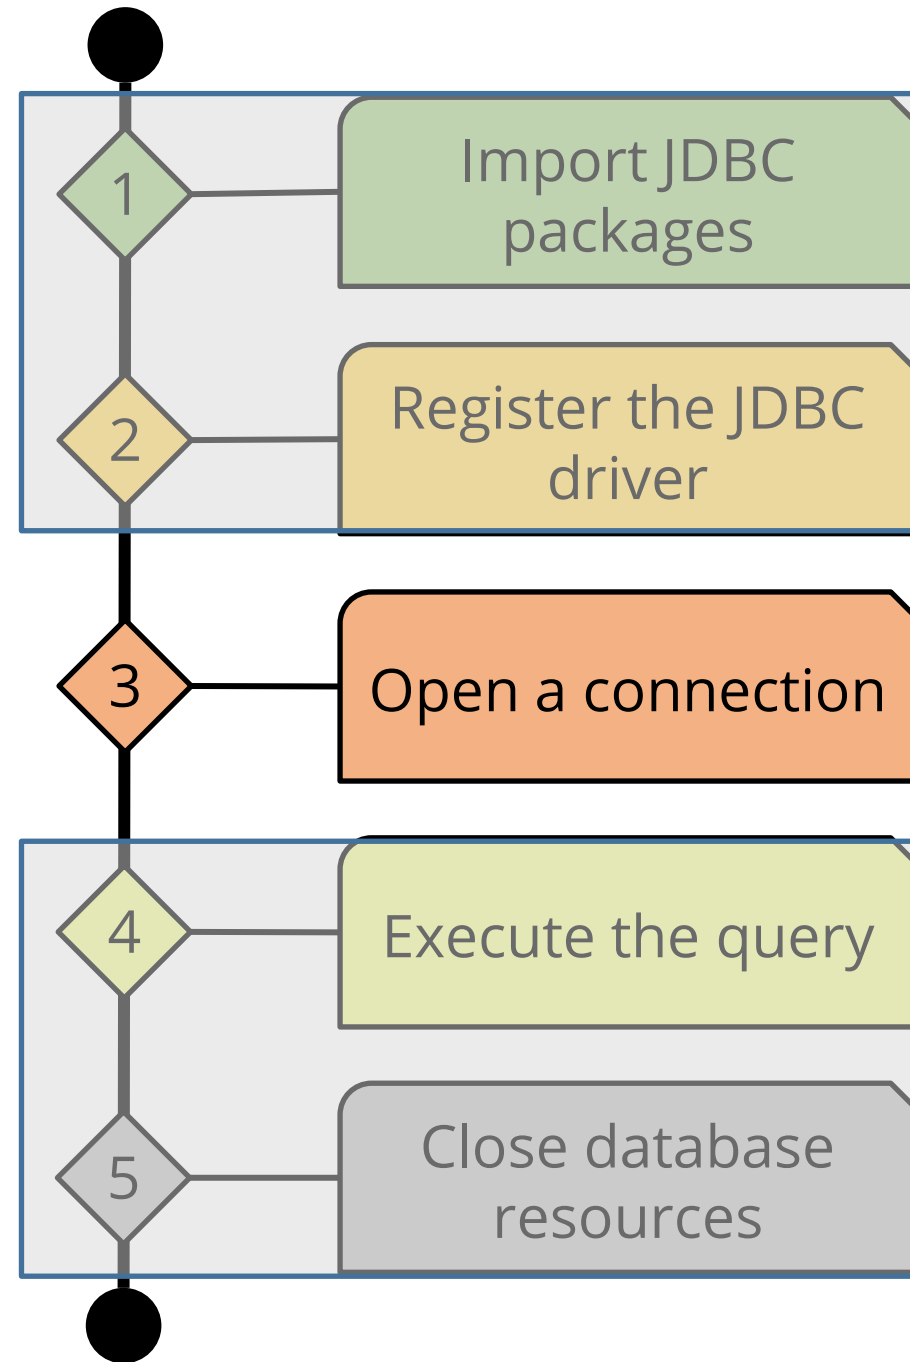 1
Import JDBC
packages
2
Register the JDBC
driver
3
Open a connection
4
Execute the query
5
Close database
resources